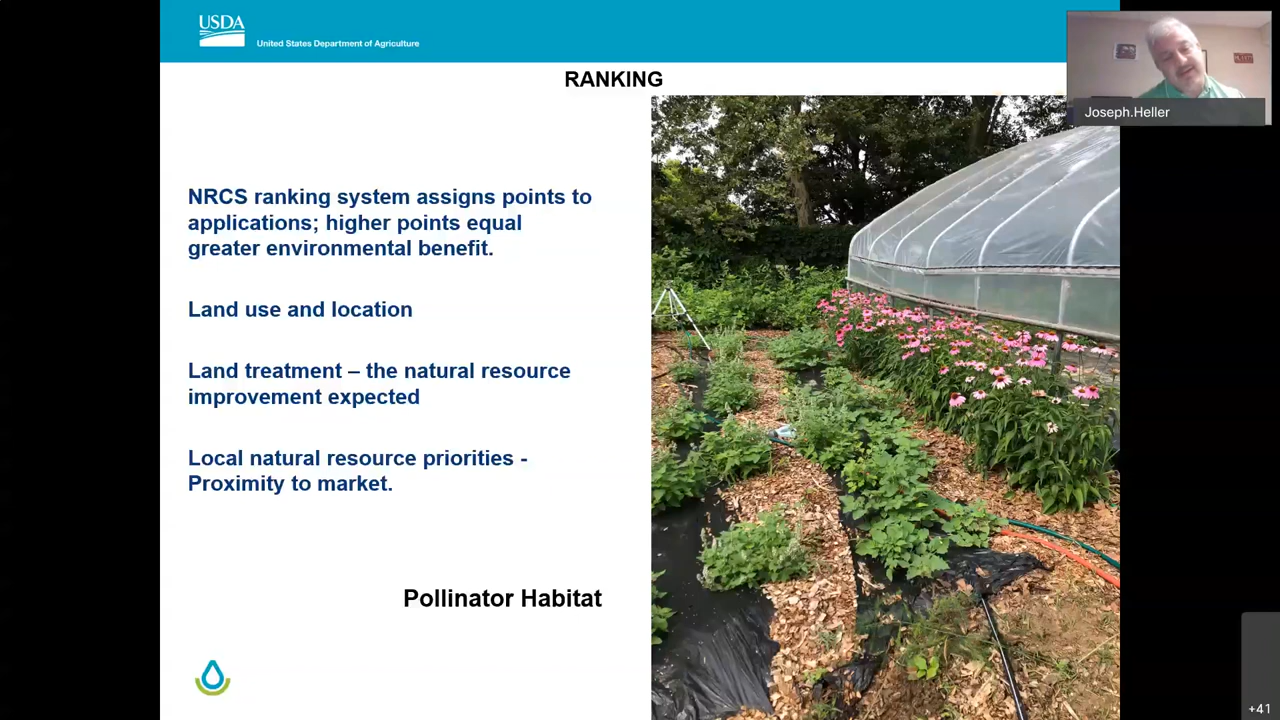 USDA
United States Department of Agriculture
RANKING
Joseph.Heller
NRCS ranking system assigns points to
applications; higher points equal
greater environmental benefit.
Land use and location
Land treatment – the natural resource
improvement expected
Local natural resource priorities -
Proximity to market.
Pollinator Habitat
+41